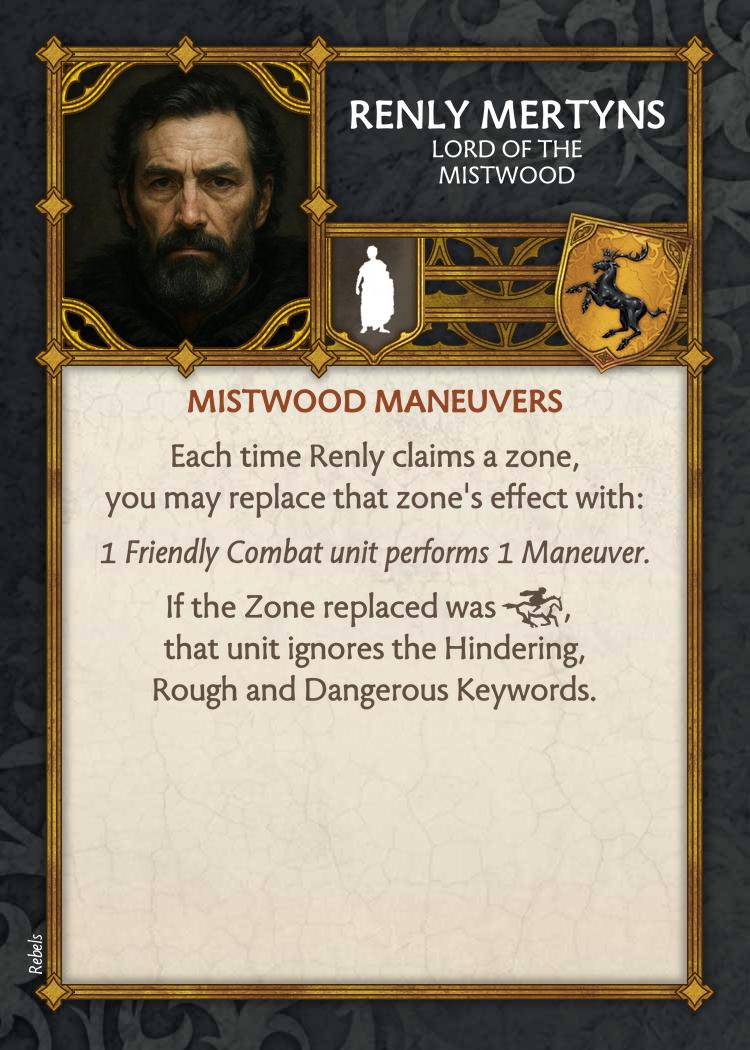 RENLY MERTYNS
LORD OF THE
MISTWOOD
MISTWOOD MANEUVERS
Each time Renly claims a zone,
you may replace that zone's effect with:
1 Friendly Combat unit performs 1 Maneuver.
If the Zone replaced was ,
that unit ignores the Hindering,
Rough and Dangerous Keywords.
Rebels